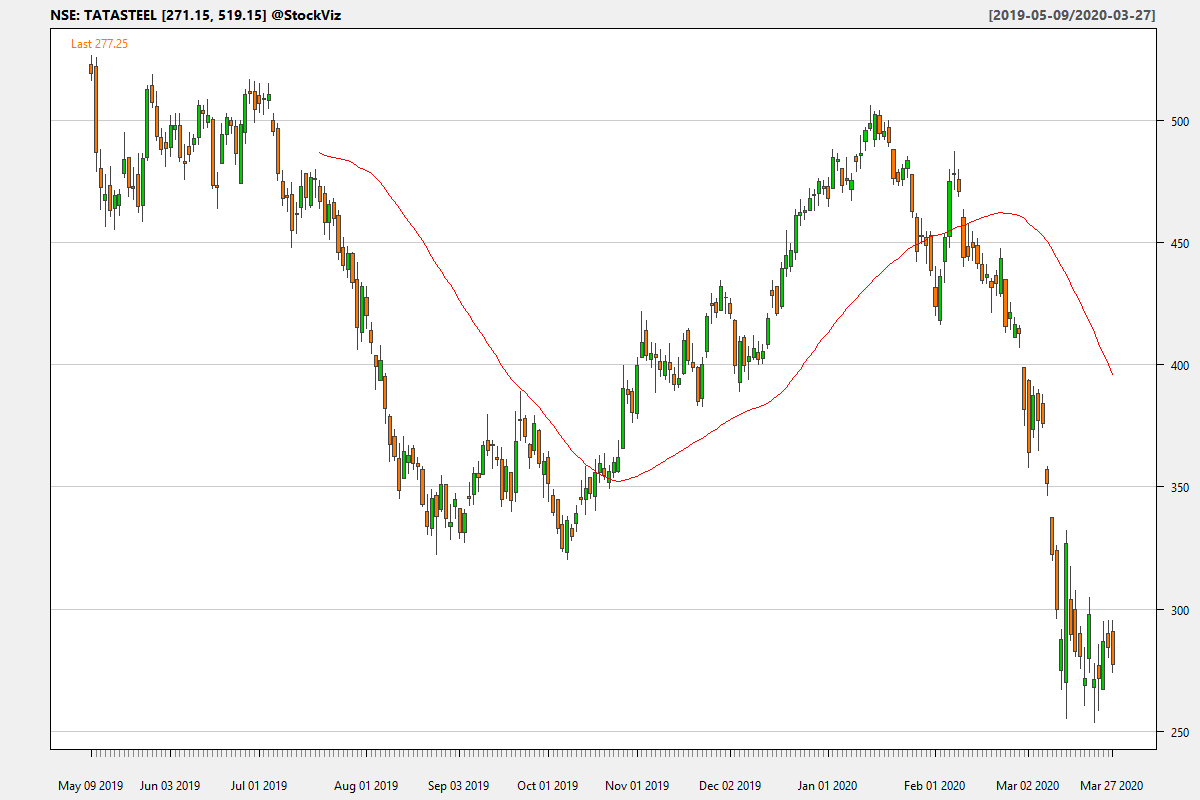 NSE: TATASTEEL [271.15, 519.15] @StockViz [2019-05-09/2020-03-27]
Last 277.25
500
450
400
350
300
250
May 09 2019 Jun 03 2019 Jul 01 2019 Aug 01 2019 Sep 03 2019 Oct 01 2019 Nov 01 2019 Dec 02 2019 Jan 01 2020 Feb 01 2020 Mar 02 2020 Mar 27 2020